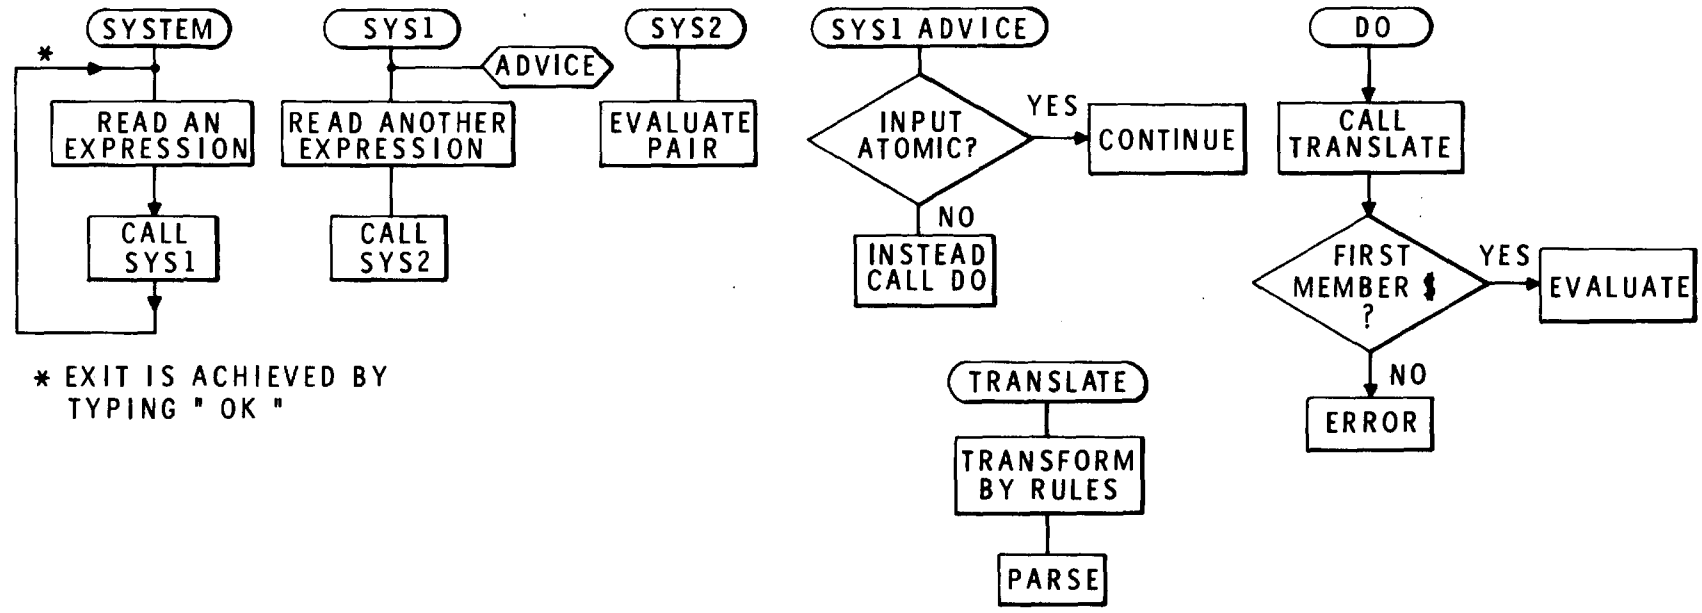 SYSTEM
*
READ AN
EXPRESSION
CALL
SYS1
* EXIT IS ACHIEVED BY
TYPING " OK "
SYS1
ADVICE
READ ANOTHER
EXPRESSION
CALL
SYS2
SYS2
EVALUATE
PAIR
SYS1 ADVICE
INPUT
ATOMIC?
YES
CONTINUE
NO
INSTEAD
CALL DO
DO
CALL
TRANSLATE
FIRST
MEMBER $
?
YES
EVALUATE
NO
ERROR
TRANSLATE
TRANSFORM
BY RULES
PARSE